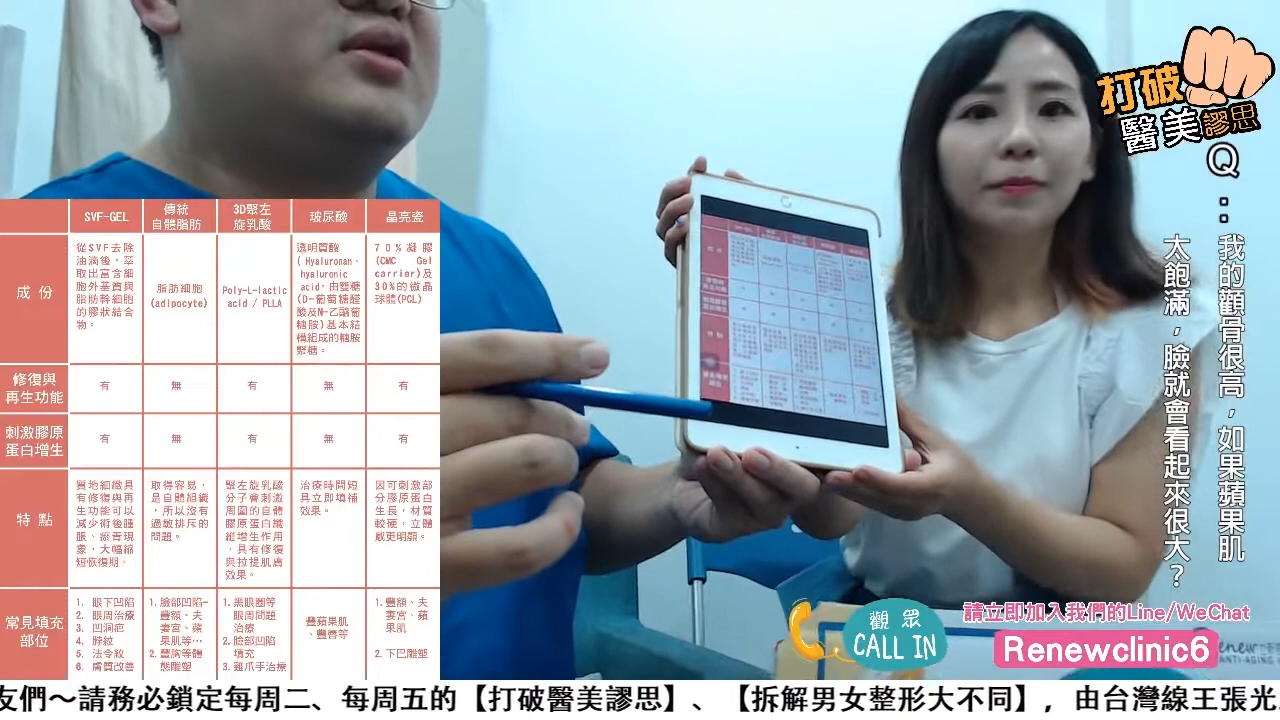 打破
醫美謬思
Q：我的顴骨很高，如果蘋果肌
太飽滿，臉就會看起來很大？
SVF-GEL
傳統
自體脂肪
3D聚左
旋乳酸
玻尿酸
晶亮瓷
成 份
從SVF去除
油滴後，萃
取出富含細
胞外基質與
脂肪幹細胞
的膠狀結合
物。
脂肪細胞
(adipocyte)
Poly-L-lactic
acid / PLLA
透明質酸
( Hyaluronan、
hyaluronic
acid，由雙糖
(D-葡萄糖醛
酸及N-乙醯葡
糖胺)基本結
構組成的糖胺
聚糖。
70%凝膠
(CMC Gel
carrier)及
30%的微晶
球體(PCL)
修復與
再生功能
有
無
有
無
有
刺激膠原
蛋白增生
有
無
有
無
有
特 點
質地細緻具
有修復與再
生功能可以
減少術後腫
脹、瘀青現
象，大幅縮
短恢復期。
取得容易，
是自體組織
，所以沒有
過敏排斥的
問題。
聚左旋乳酸
分子會刺激
周圍的自體
膠原蛋白纖
維增生作用
，具有修復
與拉提肌膚
效果。
治療時間短
具立即填補
效果。
因可刺激部
分膠原蛋白
生長，材質
較硬，立體
感更明顯。
常見填充
部位
1. 眼下凹陷
2. 眼周治療
3. 凹洞疤
4. 脖紋
5. 法令紋
6. 膚質改善
1. 臉部凹陷-
豐額、夫
妻宮、蘋
果肌等…
2. 豐胸等體
態雕塑
1. 黑眼圈等
眼周問題
治療
2. 臉部凹陷
填充
3. 雞爪手治療
豐蘋果肌
、豐唇等
1. 豐額、夫
妻宮、蘋
果肌
2. 下巴雕塑
觀 眾
CALL IN
請立即加入我們的Line/WeChat
Renewclinic6
友們～請務必鎖定每周二、每周五的【打破醫美謬思】、【拆解男女整形大不同】，由台灣線王張光